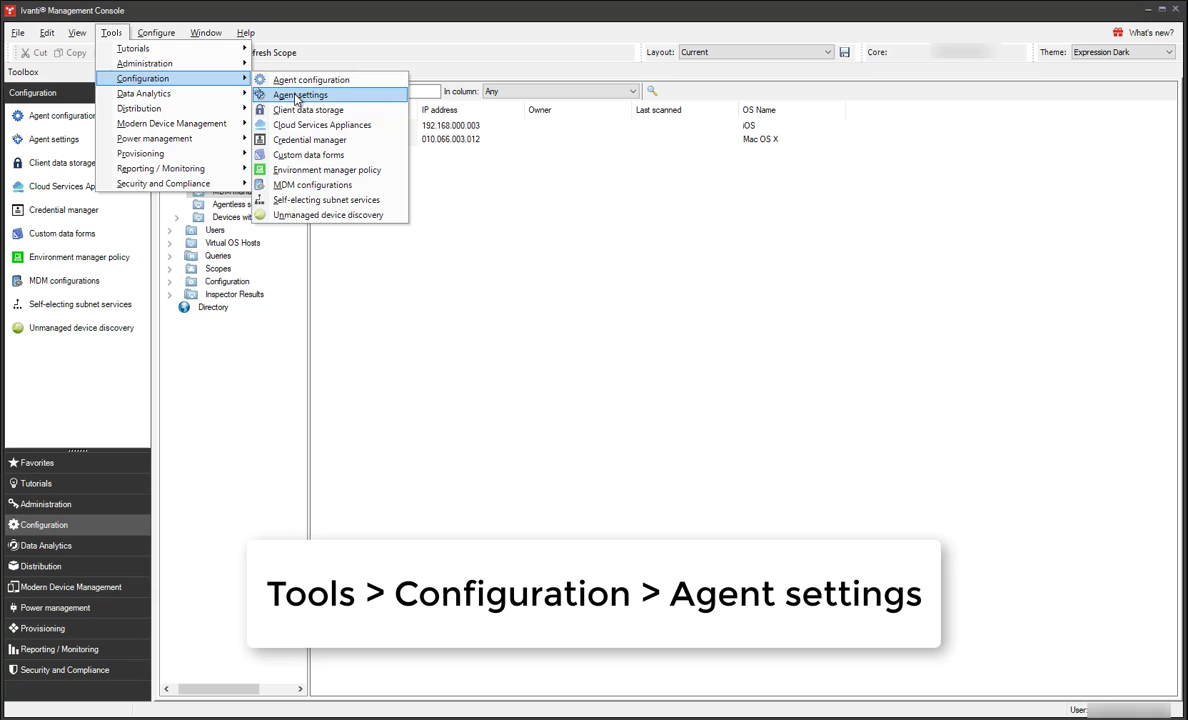 Ivanti® Management Console
File Edit View Tools Configure Window Help
What's new?
Cut Copy
fresh Scope
Layout: Current
Core:
Theme: Expression Dark
Toolbox
Configuration
Agent configuration
Agent settings
Client data storage
Cloud Services Ap
Credential manager
Custom data forms
Environment manager policy
MDM configurations
Self-electing subnet services
Unmanaged device discovery
Tutorials
Administration
Configuration
Data Analytics
Distribution
Modern Device Management
Power management
Provisioning
Reporting / Monitoring
Security and Compliance
Agent configuration
Agent settings
Client data storage
Cloud Services Appliances
Credential manager
Custom data forms
Environment manager policy
MDM configurations
Self-electing subnet services
Unmanaged device discovery
In column: Any
IP address Owner Last scanned OS Name
192.168.000.003 iOS
010.066.003.012 Mac OS X
Agentless s
Devices wit
Users
Virtual OS Hosts
Queries
Scopes
Configuration
Inspector Results
Directory
Favorites
Tutorials
Administration
Configuration
Data Analytics
Distribution
Modern Device Management
Power management
Provisioning
Reporting / Monitoring
Security and Compliance
Tools > Configuration > Agent settings
User: